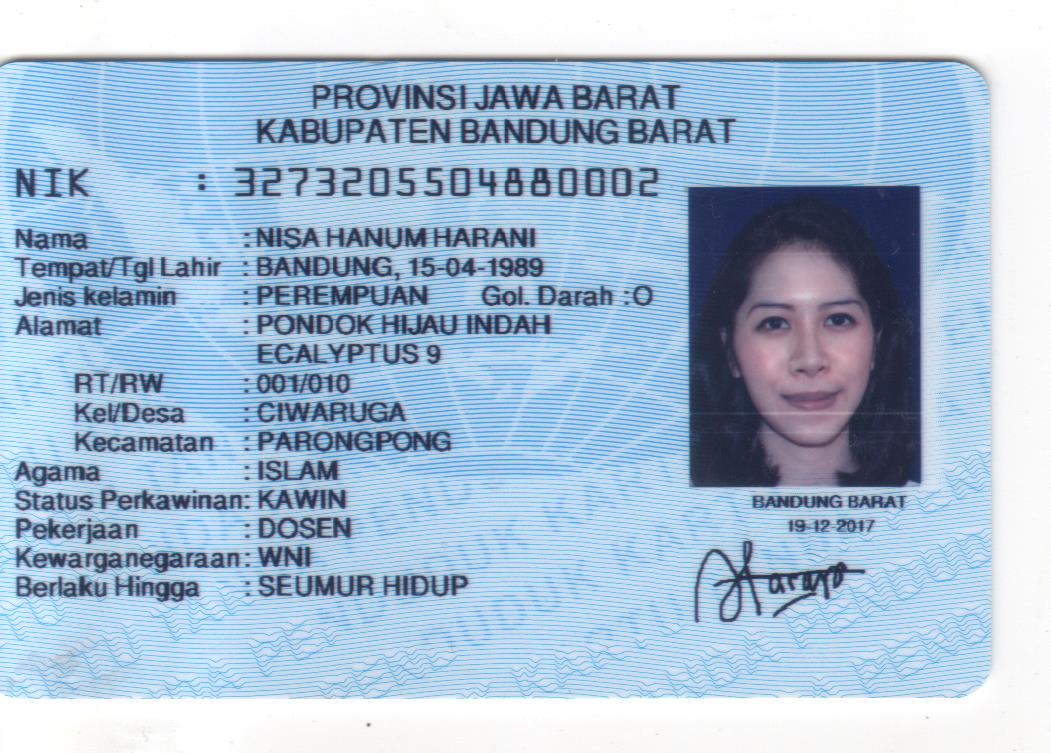 PROVINSI JAWA BARAT
KABUPATEN BANDUNG BARAT
NIK : 3273205504880002
Nama : NISA HANUM HARANI
Tempat/Tgl Lahir : BANDUNG, 15-04-1989
Jenis kelamin : PEREMPUAN Gol. Darah :O
Alamat : PONDOK HIJAU INDAH
ECALYPTUS 9
RT/RW : 001/010
Kel/Desa : CIWARUGA
Kecamatan : PARONGPONG
Agama : ISLAM
Status Perkawinan: KAWIN
Pekerjaan : DOSEN
Kewarganegaraan: WNI
Berlaku Hingga : SEUMUR HIDUP
BANDUNG BARAT
19-12-2017